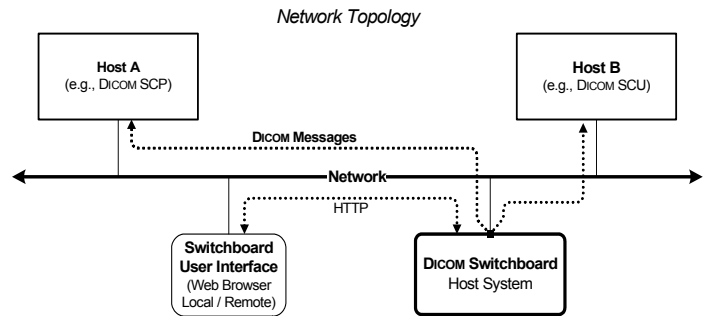 Network Topology
Host A
(e.g., DICOM SCP)
Host B
(e.g., DICOM SCU)
DICOM Messages
Network
HTTP
Switchboard
User Interface
(Web Browser
Local / Remote)
DICOM Switchboard
Host System